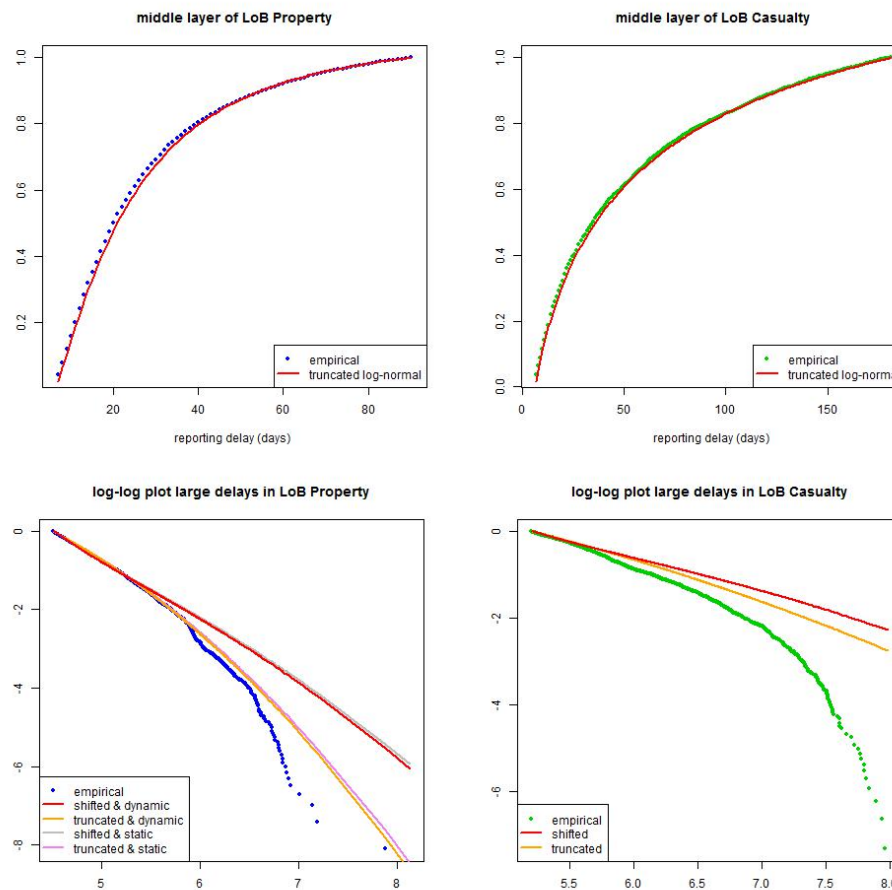 middle layer of LoB Property
1.0
0.8
0.6
0.4
0.2
empirical
truncated log-normal
20 40 60 80
reporting delay (days)
middle layer of LoB Casualty
1.0
0.8
0.6
0.4
0.2
0.0
empirical
truncated log-norma
0 50 100 150
reporting delay (days)
log-log plot large delays in LoB Property
0
-2
-4
-6
-8
empirical
shifted & dynamic
truncated & dynamic
shifted & static
truncated & static
5 6 7 8
log-log plot large delays in LoB Casualty
0
-2
-4
-6
empirical
shifted
truncated
5.5 6.0 6.5 7.0 7.5 8.0